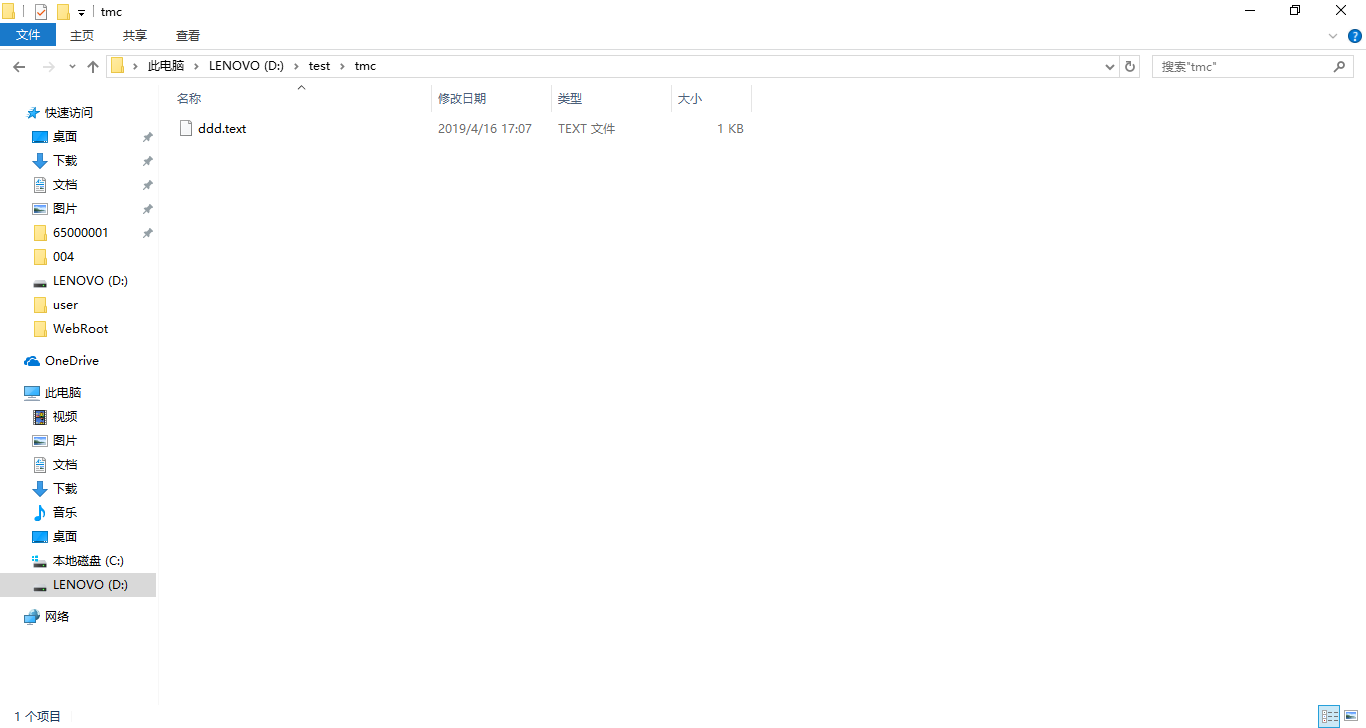 tmc
文件 主页 共享 查看
此电脑 LENOVO (D:) test tmc 搜索"tmc"
名称 修改日期 类型 大小
ddd.text 2019/4/16 17:07 TEXT 文件 1 KB
快速访问
桌面
下载
文档
图片
65000001
004
LENOVO (D:)
user
WebRoot
OneDrive
此电脑
视频
图片
文档
下载
音乐
桌面
本地磁盘 (C:)
LENOVO (D:)
网络
1 个项目